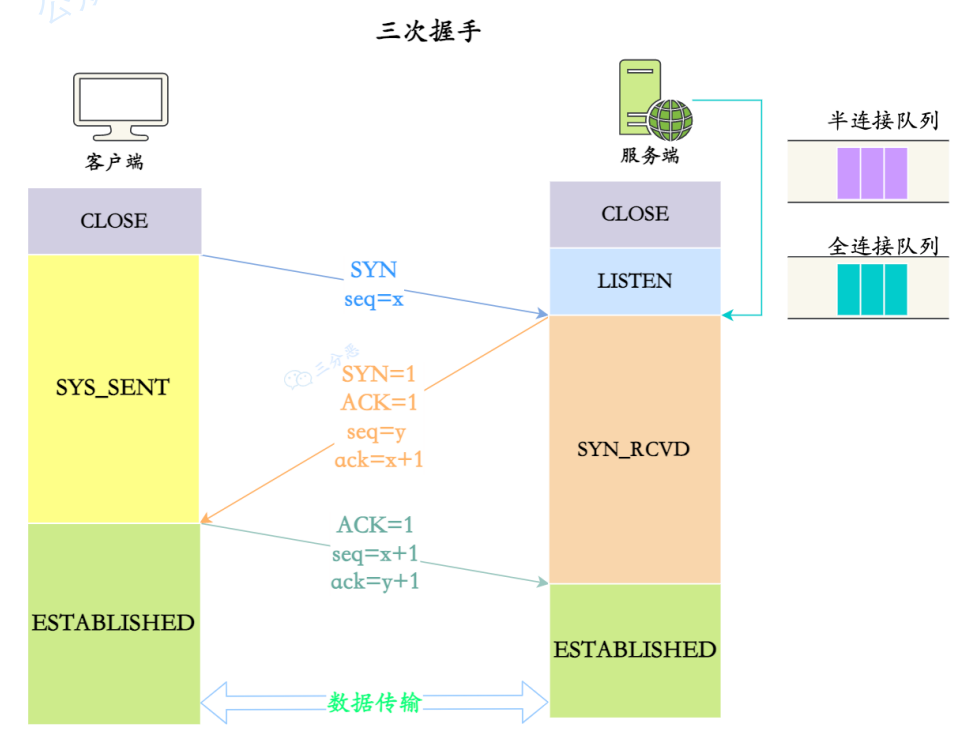 三次握手
客户端
服务端
半连接队列
全连接队列
CLOSE
CLOSE
LISTEN
SYN
seq=x
SYS_SENT
三分恶
SYN=1
ACK=1
seq=y
ack=x+1
SYN_RCVD
ACK=1
seq=x+1
ack=y+1
ESTABLISHED
ESTABLISHED
数据传输